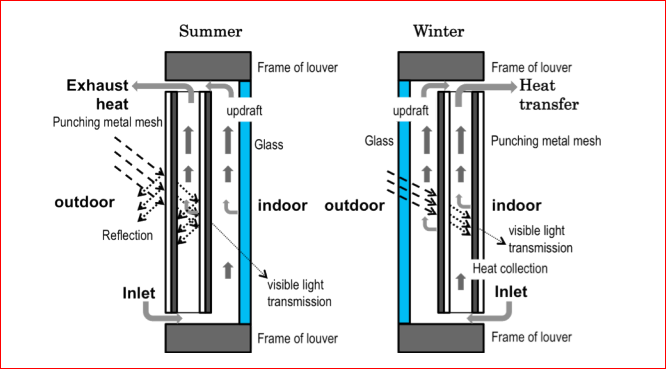 Summer
Frame of louver
Exhaust
heat
updraft
Punching metal mesh
Glass
outdoor
indoor
Reflection
visible light
transmission
Inlet
Frame of louver
Winter
Frame of louver
Heat
transfer
updraft
Glass
Punching metal mesh
outdoor
indoor
visible light
transmission
Heat collection
Inlet
Frame of louver